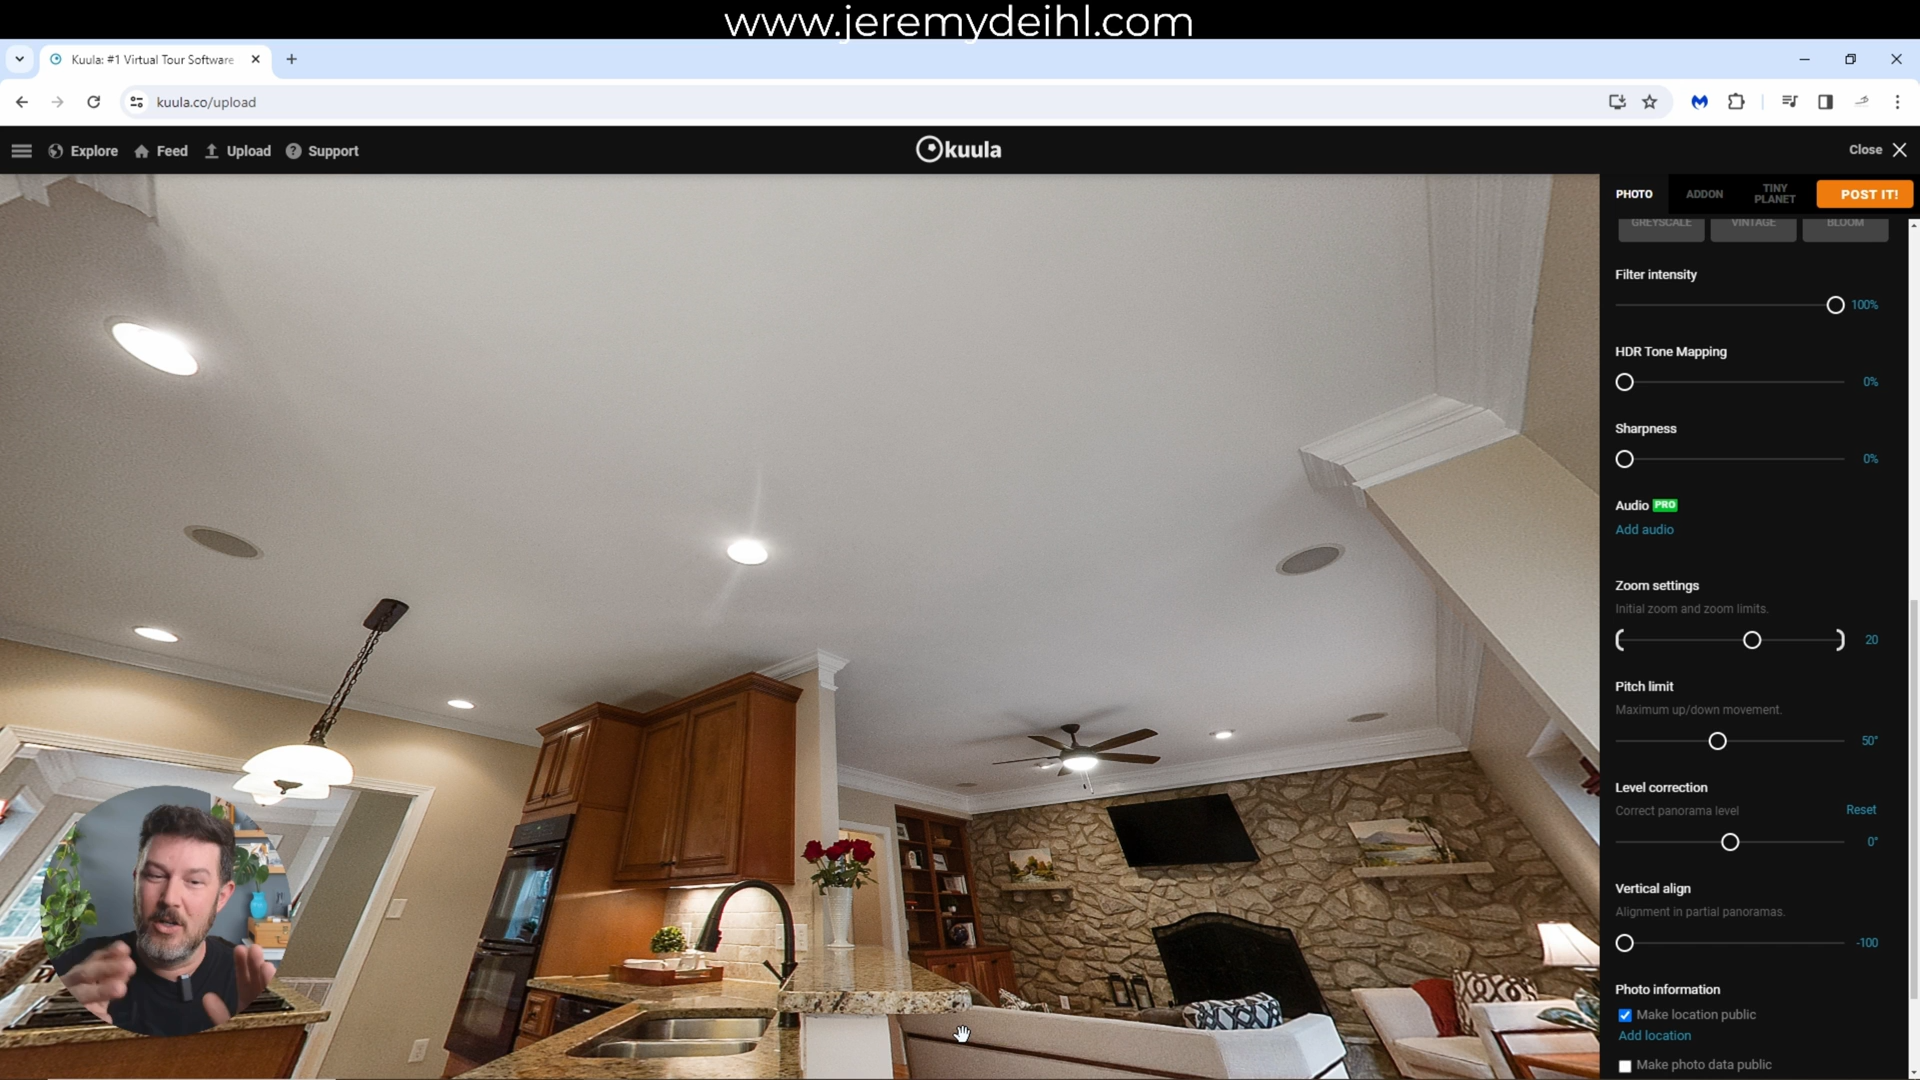 www.jeremydeihl.com
Kuula: #1 Virtual Tour Software
kuula.co/upload
Explore
Feed
Upload
Support
kuula
Close
PHOTO
ADDON
TINY
PLANET
POST IT!
GREYSCALE
VINTAGE
BLOOM
Filter intensity
100%
HDR Tone Mapping
0%
Sharpness
0%
Audio PRO
Add audio
Zoom settings
Initial zoom and zoom limits.
20
Pitch limit
Maximum up/down movement.
50°
Level correction
Correct panorama level
Reset
0°
Vertical align
Alignment in partial panoramas.
-100
Photo information
Make location public
Add location
Make photo data public